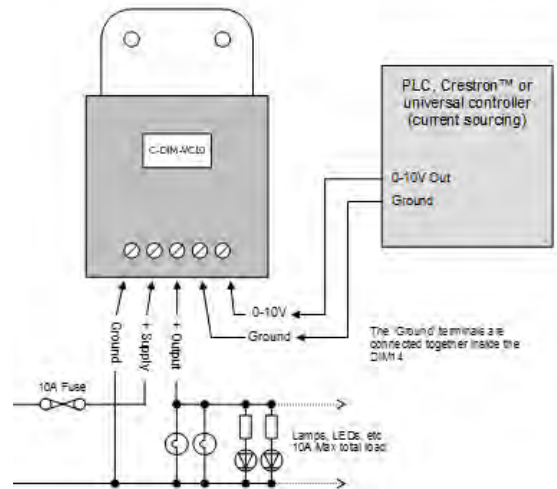 PLC, Crestron™ or
universal controller
(current sourcing)
C-DIM-VC10
0-10V Out
Ground
0-10V
Ground
Ground
+ Supply
+ Output
The 'Ground' terminals are
connected together inside the
DIM14
10A Fuse
Lamps, LEDs, etc
10A Max total load